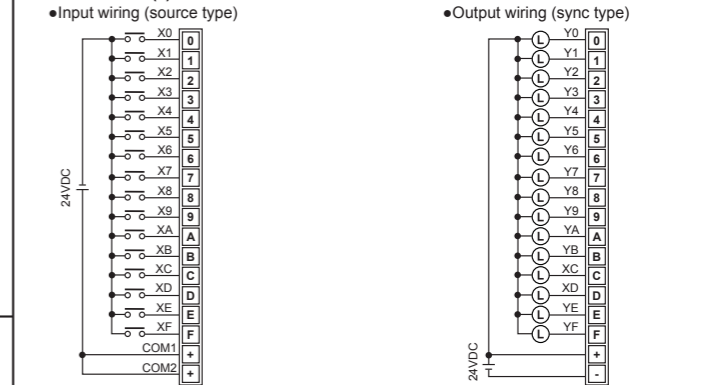 ●Input wiring (source type)
X0 0
X1 1
X2 2
X3 3
X4 4
X5 5
X6 6
X7 7
X8 8
X9 9
XA A
XB B
XC C
XD D
XE E
XF F
COM1 +
COM2 +
24VDC
●Output wiring (sync type)
L Y0 0
L Y1 1
L Y2 2
L Y3 3
L Y4 4
L Y5 5
L Y6 6
L Y7 7
L Y8 8
L Y9 9
L YA A
L YB B
L XC C
L XD D
L YE E
L YF F
+
-
24VDC